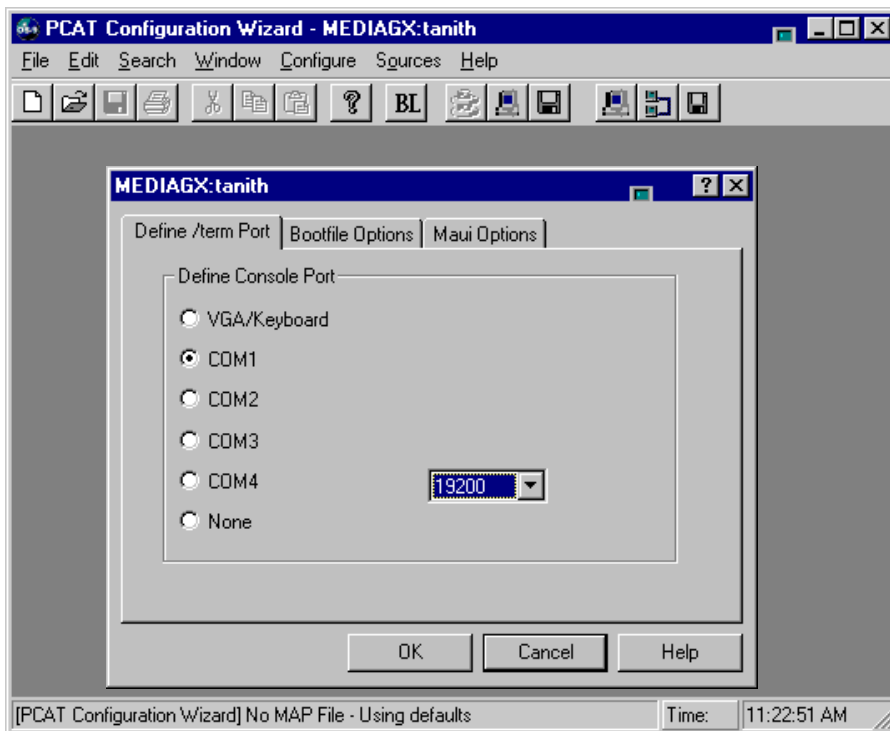 PCAT Configuration Wizard - MEDIAGX:tanith
File Edit Search Window Configure Sources Help
BL
MEDIAGX:tanith
Define /term Port Bootfile Options Maui Options
Define Console Port
VGA/Keyboard
COM1
COM2
COM3
COM4 19200
None
OK Cancel Help
[PCAT Configuration Wizard] No MAP File - Using defaults Time: 11:22:51 AM